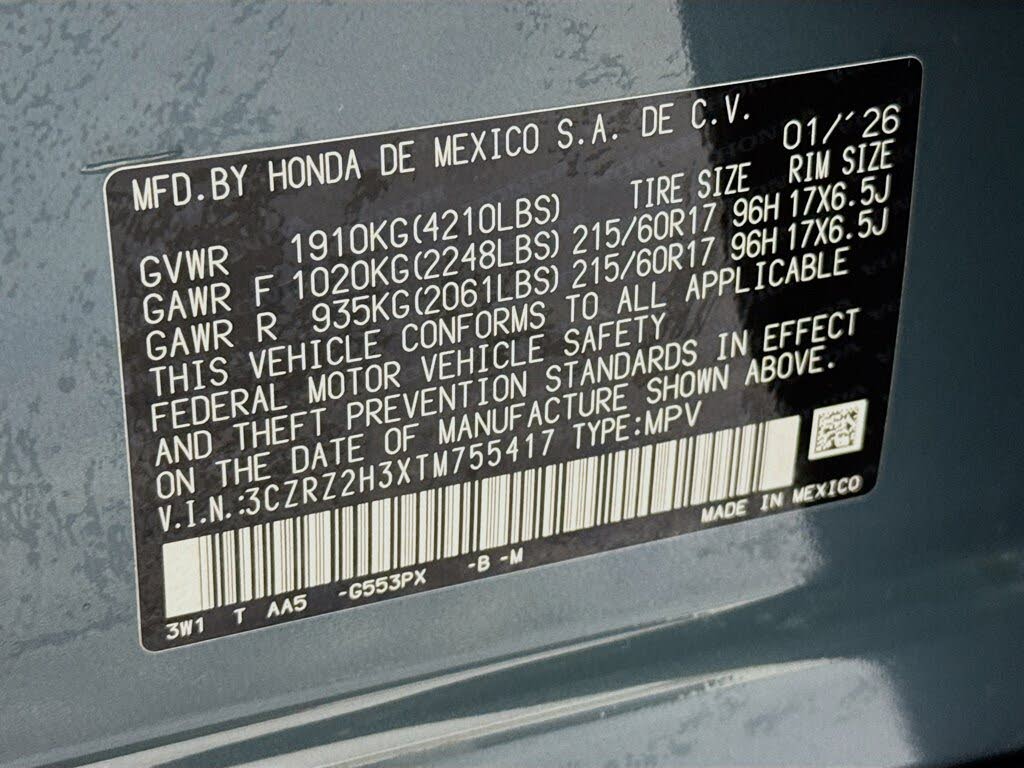 MFD.BY HONDA DE MEXICO S.A. DE C.V. 01/´26
TIRE SIZE RIM SIZE
GVWR 1910KG(4210LBS)
GAWR F 1020KG(2248LBS) 215/60R17 96H 17X6.5J
GAWR R 935KG(2061LBS) 215/60R17 96H 17X6.5J
THIS VEHICLE CONFORMS TO ALL APPLICABLE
FEDERAL MOTOR VEHICLE SAFETY
AND THEFT PREVENTION STANDARDS IN EFFECT
ON THE DATE OF MANUFACTURE SHOWN ABOVE.
V.I.N.:3CZRZ2H3XTM755417 TYPE:MPV
MADE IN MEXICO
3W1 T AA5 -G553PX -B -M